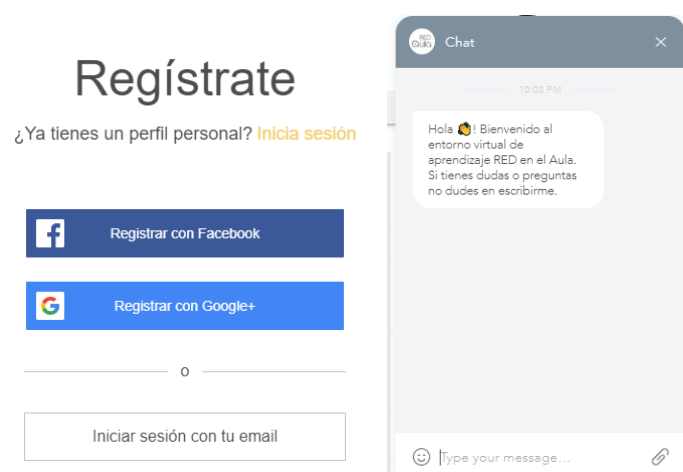 Regístrate
¿Ya tienes un perfil personal? Inicia sesión
Registrar con Facebook
Registrar con Google+
o
Iniciar sesión con tu email
RED
Aula
Chat
10:03 PM
Hola 👏! Bienvenido al
entorno virtual de
aprendizaje RED en el Aula.
Si tienes dudas o preguntas
no dudes en escribirme.
Type your message...